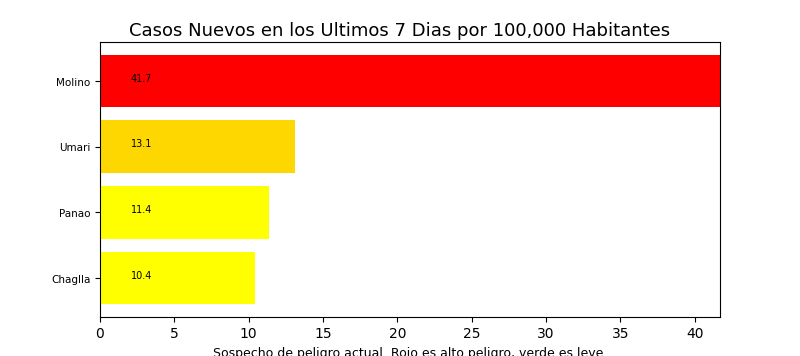 Casos Nuevos en los Ultimos 7 Dias por 100,000 Habitantes
Molino 41.7
Umari 13.1
Panao 11.4
Chaglla 10.4
0 5 10 15 20 25 30 35 40
Sospecho de peligro actual. Rojo es alto peligro, verde es leve